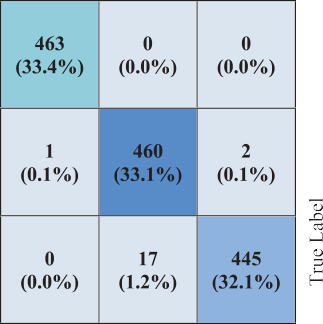 463 0 0
(33.4%) (0.0%) (0.0%)
1 460 2
(0.1%) (33.1%) (0.1%)
0 17 445
(0.0%) (1.2%) (32.1%)
True Label